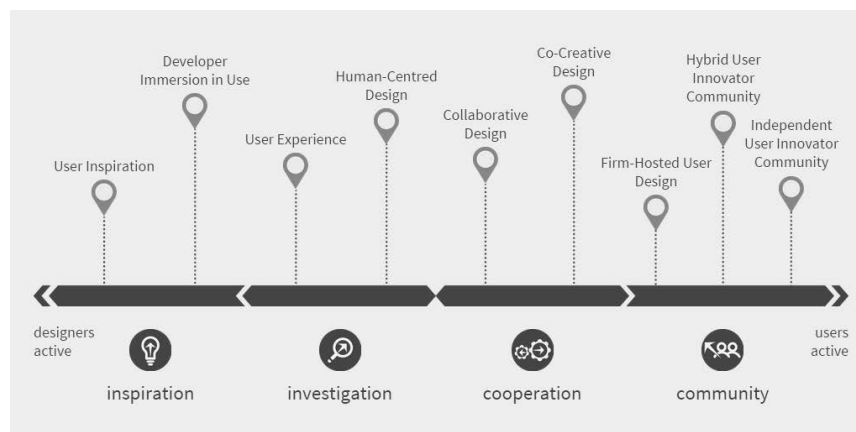 User Inspiration
Developer
Immersion in Use
User Experience
Human-Centred
Design
Collaborative
Design
Co-Creative
Design
Firm-Hosted User
Design
Hybrid User
Innovator
Community
Independent
User Innovator
Community
designers
active
users
active
inspiration
investigation
cooperation
community